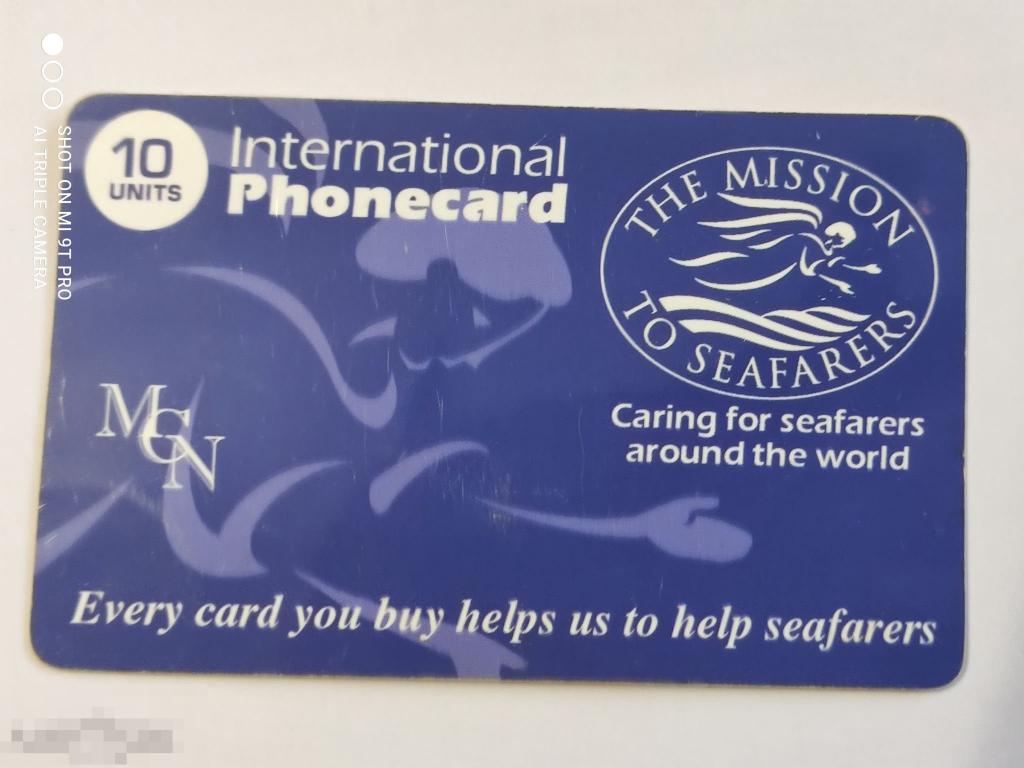 10
UNITS
International
Phonecard
THE MISSION
TO SEAFARERS
Caring for seafarers
around the world
MCN
Every card you buy helps us to help seafarers
SHOT ON MI 9T PRO
AI TRIPLE CAMERA